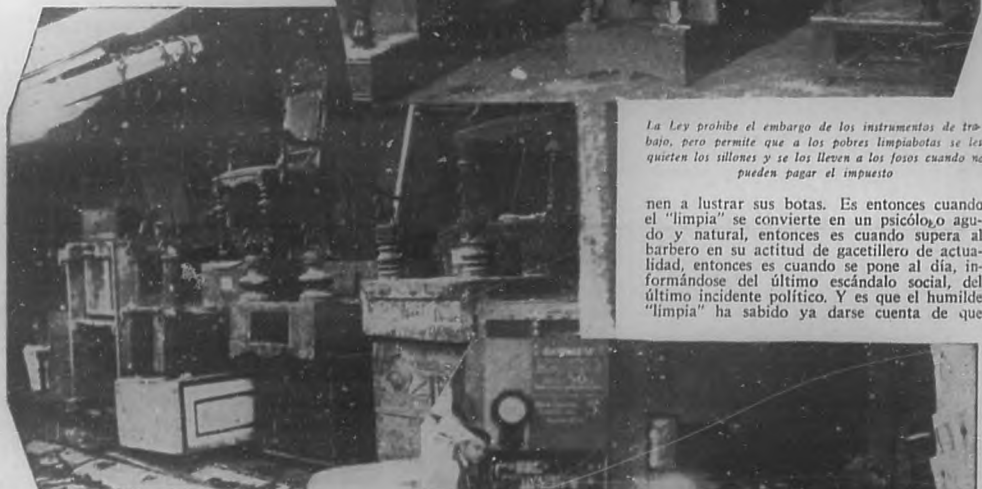 La Ley prohibe el embargo de los instrumentos de tra-
bajo, pero permite que a los pobres limpiabotas se les
quieten los sillones y se los lleven a los fosos cuando no
pueden pagar el impuesto
nen a lustrar sus botas. Es entonces cuando
el "limpia" se convierte en un psicólogo agu-
do y natural, entonces es cuando supera al
barbero en su actitud de gacetillero de actua-
lidad, entonces es cuando se pone al día, in-
formándose del último escándalo social, del
último incidente político. Y es que el humilde
"limpia" ha sabido ya darse cuenta de que